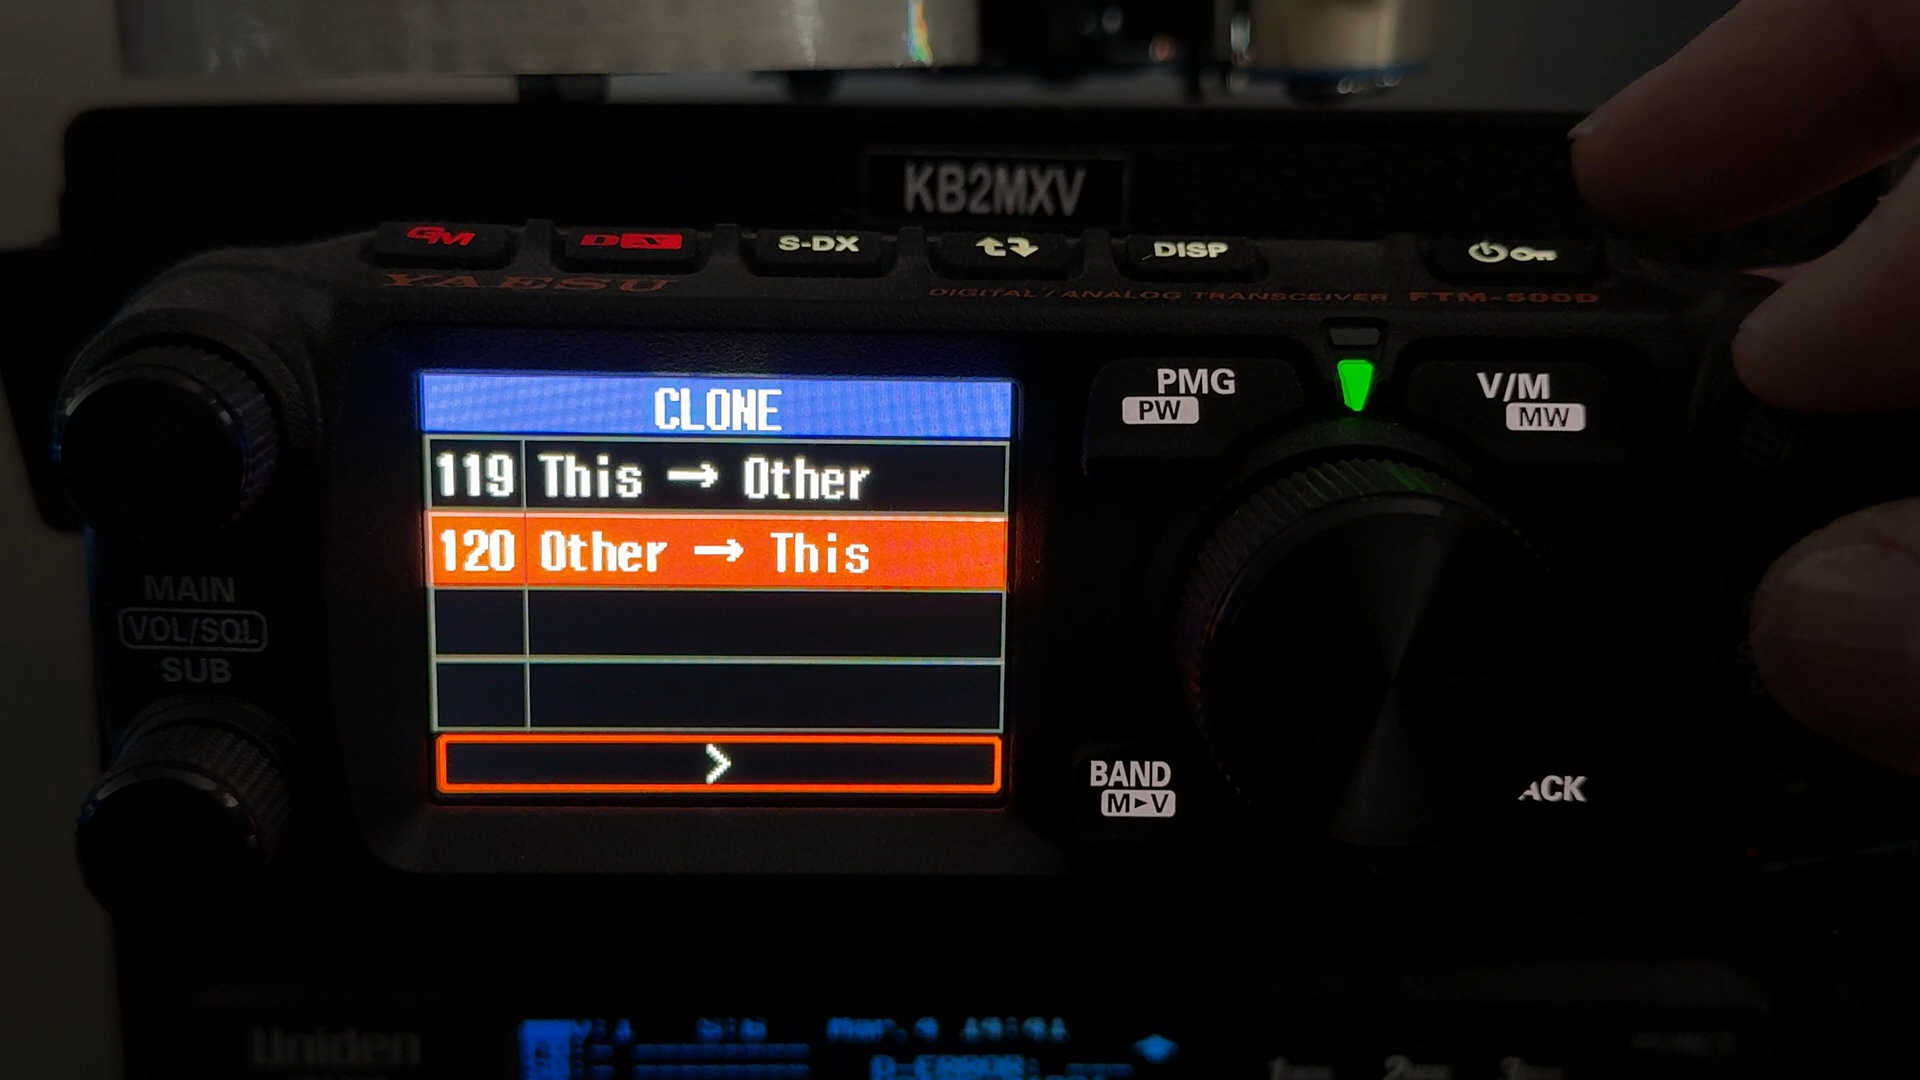 KB2MXV
GM
S-DX
DISP
YAESU
DIGITAL / ANALOG TRANSCEIVER FTM-500D
PMG
PW
V/M
MW
CLONE
119 This → Other
120 Other → This
>
MAIN
VOL/SQL
SUB
BAND
M►V
ACK
Uniden